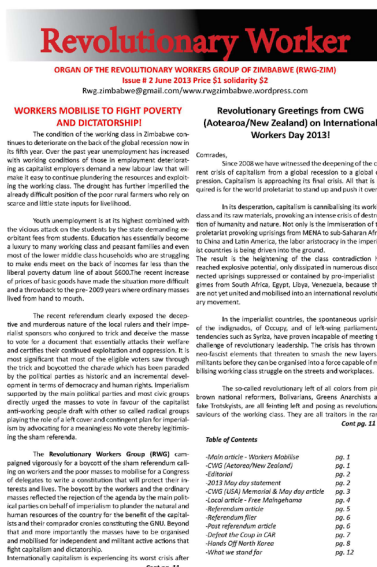 Revolutionary Worker
ORGAN OF THE REVOLUTIONARY WORKERS GROUP OF ZIMBABWE (RWG-ZIM)
Issue # 2 June 2013 Price $1 solidarity $2
Rwg.zimbabwe@gmail.com/www.rwgzimbabwe.wordpress.com
WORKERS MOBILISE TO FIGHT POVERTY
AND DICTATORSHIP!
The condition of the working class in Zimbabwe con-
tinues to deteriorate on the back of the global recession now in
its fifth year. Over the past year unemployment has increased
with working conditions of those in employment deteriorat-
ing as capitalist employers demand a new labour law that will
make it easy to continue plundering the resources and exploit-
ing the working class. The drought has further imperilled the
already difficult position of the poor rural farmers who rely on
scarce and little state inputs for livelihood.
Youth unemployment is at its highest combined with
the vicious attack on the students by the state demanding ex-
orbitant fees from students. Education has essentially become
a luxury to many working class and peasant families and even
most of the lower middle class households who are struggling
to make ends meet on the back of incomes far less than the
liberal poverty datum line of about $600.The recent increase
of prices of basic goods have made the situation more difficult
and a throwback to the pre- 2009 years where ordinary masses
lived from hand to mouth.
The recent referendum clearly exposed the decep-
tive and murderous nature of the local rulers and their impe-
rialist sponsors who conspired to trick and deceive the masse
to vote for a document that essentially attacks their welfare
and certifies their continued exploitation and oppression. It is
most significant that most of the eligible voters saw through
the trick and boycotted the charade which has been paraded
by the political parties as historic and an incremental devel-
opment in terms of democracy and human rights. Imperialism
supported by the main political parties and most civic groups
directly urged the masses to vote in favour of the capitalist
anti-working people draft with other so called radical groups
playing the role of a left cover and contingent plan for imperial-
ism by advocating for a meaningless No vote thereby legitimis-
ing the sham referenda.
The Revolutionary Workers Group (RWG) cam-
paigned vigorously for a boycott of the sham referendum call-
ing on workers and the poor masses to mobilise for a Congress
of delegates to write a constitution that will protect their in-
terests and lives. The boycott by the workers and the ordinary
masses reflected the rejection of the agenda by the main polit-
ical parties on behalf of imperialism to plunder the natural and
human resources of the country for the benefit of the capital-
ists and their comprador cronies constituting the GNU. Beyond
that and more importantly the masses have to be organised
and mobilised for independent and militant active actions that
fight capitalism and dictatorship.
Internationally capitalism is experiencing its worst crisis after
Revolutionary Greetings from CWG
(Aotearoa/New Zealand) on International
Workers Day 2013!
Comrades,
Since 2008 we have witnessed the deepening of the c
rent crisis of capitalism from a global recession to a global
pression. Capitalism is approaching its final crisis. All that is
quired is for the world proletariat to stand up and push it over
In its desperation, capitalism is cannibalising its work
class and its raw materials, provoking an intense crisis of destr
tion of humanity and nature. Not only is the immiseration of
proletariat provoking uprisings from MENA to sub-Saharan Afr
to China and Latin America, the labor aristocracy in the imperi
ist countries is being driven into the ground.
The result is the heightening of the class contradiction
reached explosive potential, only dissipated in numerous disc
nected uprisings suppressed or contained by pro-imperialist
gimes from South Africa, Egypt, Libya, Venezuela, because th
are not yet united and mobilised into an international revolutic
ary movement.
In the imperialist countries, the spontaneous uprisin
of the indignados, of Occupy, and of left-wing parliamenta
tendencies such as Syriza, have proven incapable of meeting
challenge of revolutionary leadership. The crisis has thrown
neo-fascist elements that threaten to smash the new layers
militants before they can be organised into a force capable of m
bilising working class struggle on the streets and workplaces.
The so-called revolutionary left of all colors from pin
brown national reformers, Bolivarians, Greens Anarchists a
fake Trotskyists, are all feinting left and posing as revolutiona
saviours of the working class. They are all traitors in the ran
Cont pg. 11
Table of Contents
-Main article - Workers Mobilise pg. 1
-CWG (Aotearoa/New Zealand) pg. 1
-Editorial pg. 2
-2013 May day statement pg. 2
-CWG (USA) Memorial & May day article pg. 3
-Local article - Free Maingehama pg. 4
-Referendum article pg. 5
-Referendum flier pg. 6
-Post referendum article pg. 6
-Defeat the Coup in CAR pg. 7
-Hands Off North Korea pg. 8
-What we stand for pg. 12